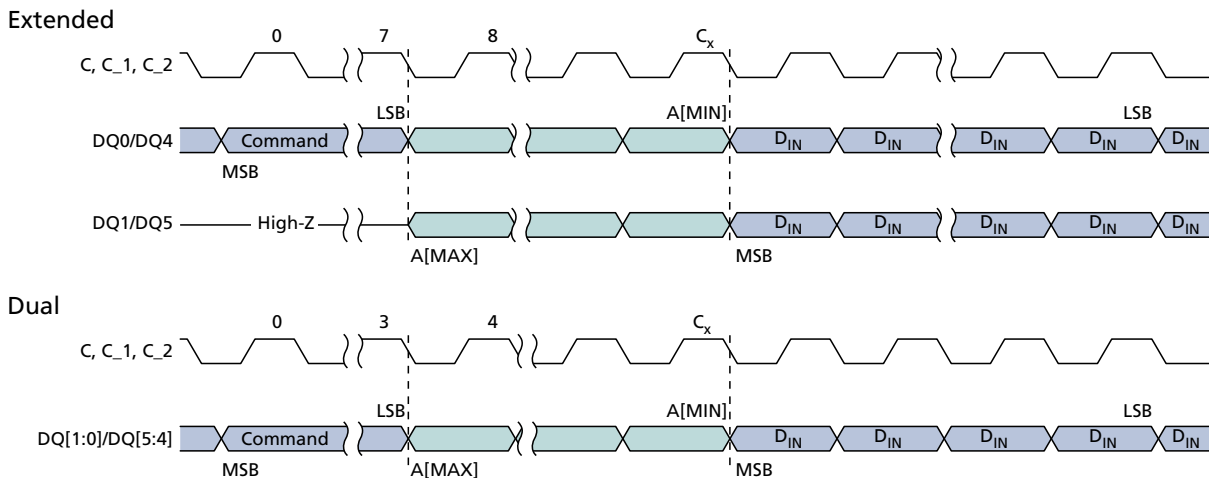 Extended
0 7 8 Cx
C, C_1, C_2
LSB A[MIN] LSB
DQ0/DQ4 Command DIN DIN DIN DIN DIN
MSB
DQ1/DQ5 High-Z DIN DIN DIN DIN DIN
A[MAX] MSB
Dual
0 3 4 Cx
C, C_1, C_2
LSB A[MIN] LSB
DQ[1:0]/DQ[5:4] Command DIN DIN DIN DIN DIN
MSB A[MAX] MSB